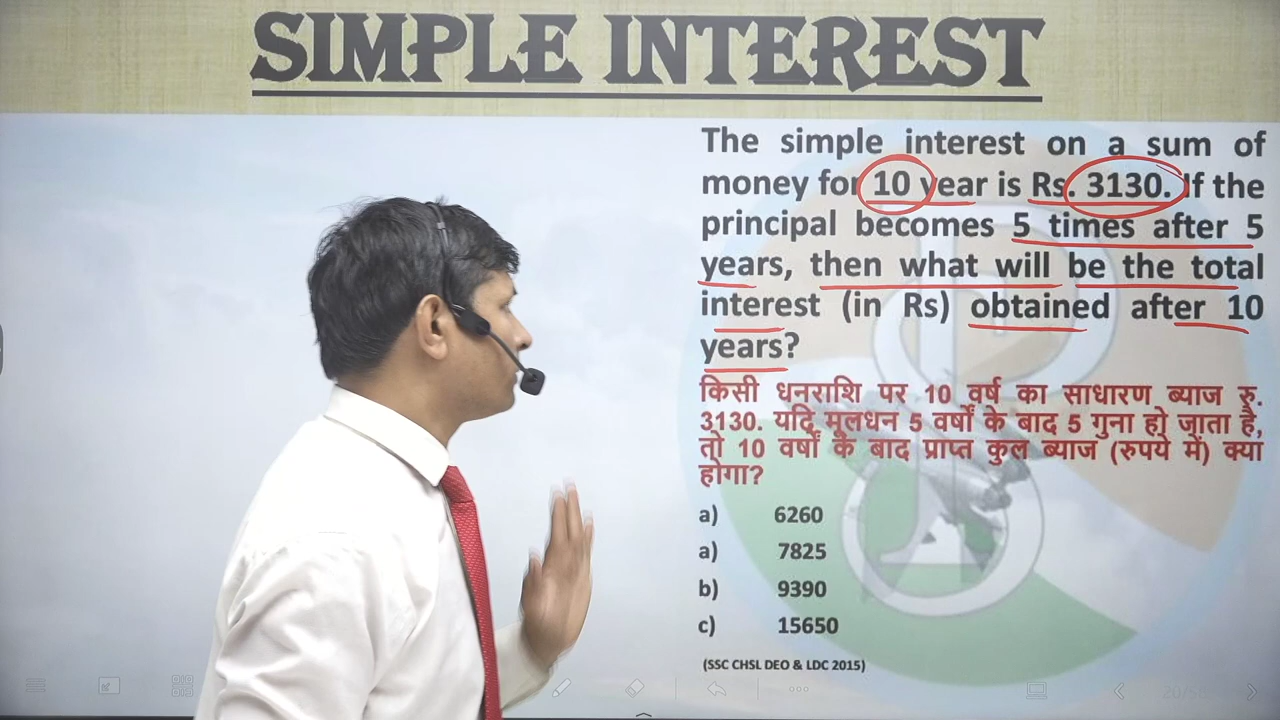 SIMPLE INTEREST
The simple interest on a sum of
money for 10 year is Rs. 3130. If the
principal becomes 5 times after 5
years, then what will be the total
interest (in Rs) obtained after 10
years?
किसी धनराशि पर 10 वर्ष का साधारण ब्याज रु.
3130. यदि मूलधन 5 वर्षों के बाद 5 गुना हो जाता है,
तो 10 वर्षों के बाद प्राप्त कुल ब्याज (रुपये में) क्या
होगा?
a) 6260
a) 7825
b) 9390
c) 15650
(SSC CHSL DEO & LDC 2015)